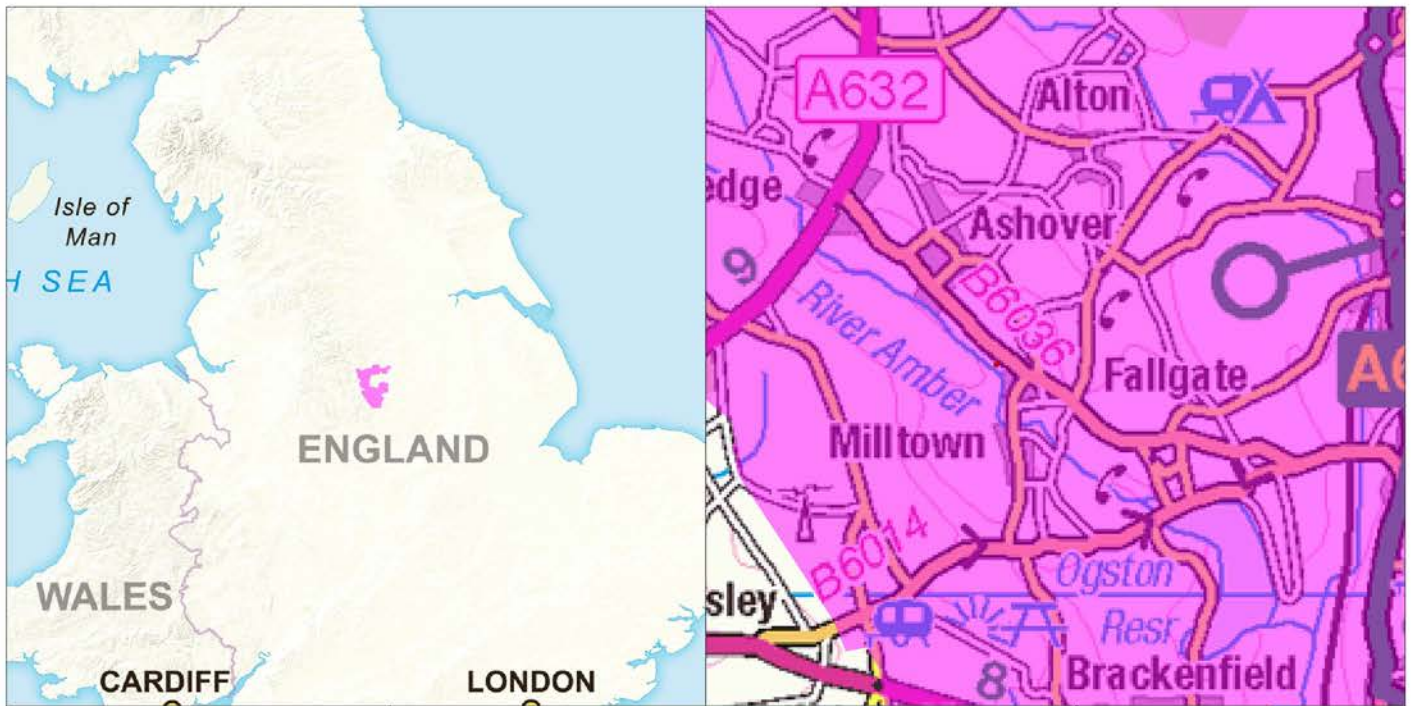 Isle of
Man
H SEA
ENGLAND
WALES
CARDIFF
LONDON
A632
Alton
edge
Ashover
9
B6036
River Amber
Fallgate
A6
Milltown
B6014
Ogston
Resr
sley
8
Brackenfield